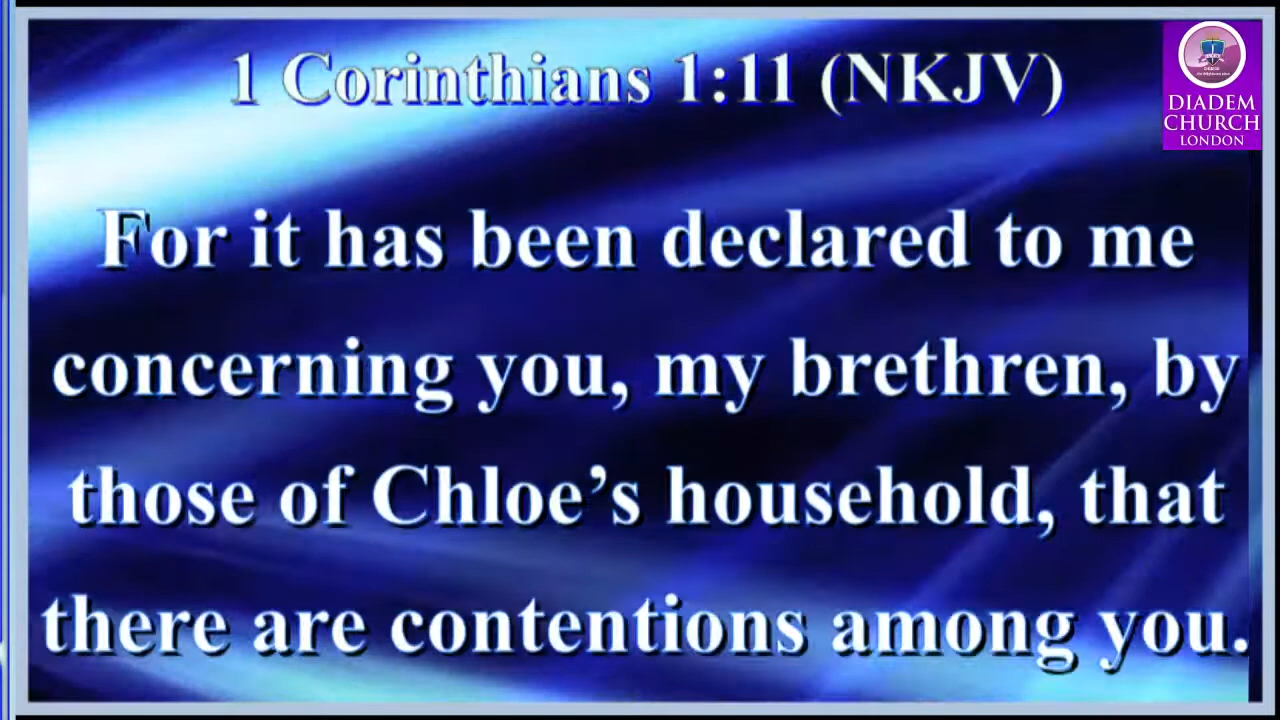 1 Corinthians 1:11 (NKJV)
DIADEM
CHURCH
LONDON
For it has been declared to me
concerning you, my brethren, by
those of Chloe’s household, that
there are contentions among you.